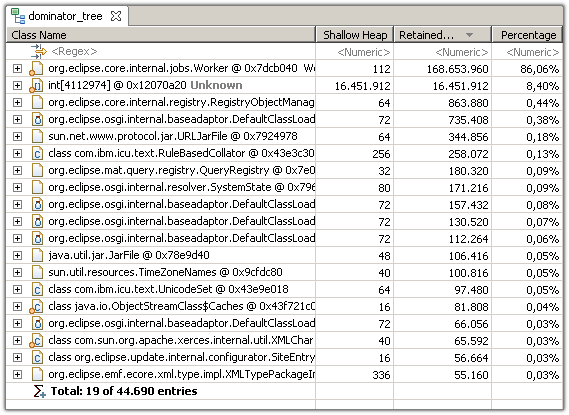 dominator_tree
Class Name Shallow Heap Retained... Percentage
<Regex> <Numeric> <Numeric> <Numeric>
org.eclipse.core.internal.jobs.Worker @ 0x7dcb040 Wo 112 168.653.960 86,06%
int[4112974] @ 0x12070a20 Unknown 16.451.912 16.451.912 8,40%
org.eclipse.core.internal.registry.RegistryObjectManag 64 863.880 0,44%
org.eclipse.osgi.internal.baseadaptor.DefaultClassLoad 72 735.408 0,38%
sun.net.www.protocol.jar.URLJarFile @ 0x7924978 64 344.856 0,18%
class com.ibm.icu.text.RuleBasedCollator @ 0x43e3c30 256 258.072 0,13%
org.eclipse.mat.query.registry.QueryRegistry @ 0x7e0 32 180.320 0,09%
org.eclipse.osgi.internal.resolver.SystemState @ 0x796 80 171.216 0,09%
org.eclipse.osgi.internal.baseadaptor.DefaultClassLoad 72 157.432 0,08%
org.eclipse.osgi.internal.baseadaptor.DefaultClassLoad 72 130.520 0,07%
org.eclipse.osgi.internal.baseadaptor.DefaultClassLoad 72 112.264 0,06%
java.util.jar.JarFile @ 0x78e9d40 48 106.416 0,05%
sun.util.resources.TimeZoneNames @ 0x9cfdc80 40 100.816 0,05%
class com.ibm.icu.text.UnicodeSet @ 0x43e9e018 64 97.480 0,05%
class java.io.ObjectStreamClass$Caches @ 0x43f721c0 16 81.808 0,04%
org.eclipse.osgi.internal.baseadaptor.DefaultClassLoad 72 66.056 0,03%
class com.sun.org.apache.xerces.internal.util.XMLChar 40 65.592 0,03%
class org.eclipse.update.internal.configurator.SiteEntry 16 56.664 0,03%
org.eclipse.emf.ecore.xml.type.impl.XMLTypePackageIm 336 55.160 0,03%
Total: 19 of 44.690 entries